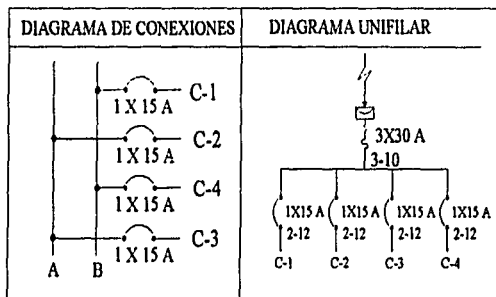 DIAGRAMA DE CONEXIONES
1 X 15 A C-1
1 X 15 A C-2
1 X 15 A C-4
1 X 15 A C-3
A B
DIAGRAMA UNIFILAR
3X30 A
3-10
1X15 A 1X15 A 1X15 A 1X15 A
2-12 2-12 2-12 2-12
C-1 C-2 C-3 C-4